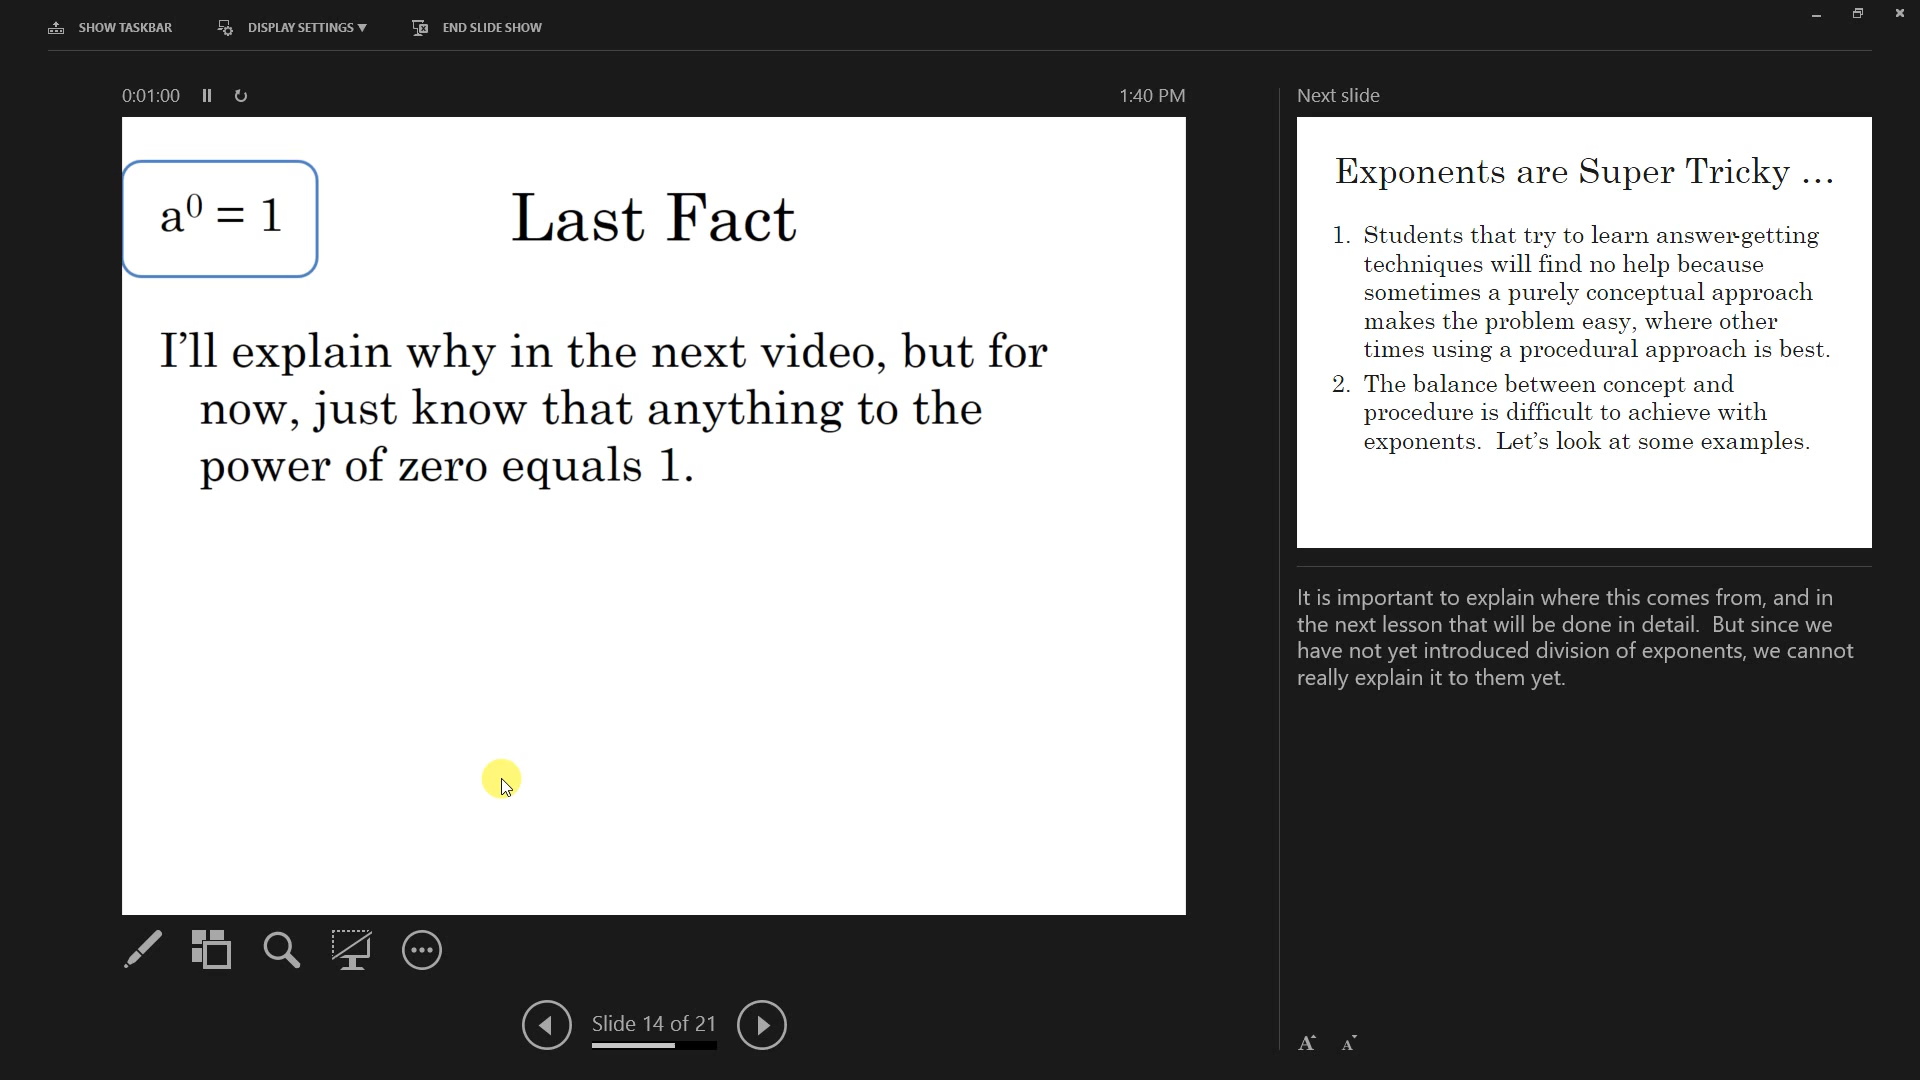 SHOW TASKBAR
DISPLAY SETTINGS ▼
END SLIDE SHOW
0:01:00
1:40 PM
a⁰ = 1
Last Fact
I’ll explain why in the next video, but for
now, just know that anything to the
power of zero equals 1.
Slide 14 of 21
Next slide
Exponents are Super Tricky …
1. Students that try to learn answer-getting
techniques will find no help because
sometimes a purely conceptual approach
makes the problem easy, where other
times using a procedural approach is best.
2. The balance between concept and
procedure is difficult to achieve with
exponents.  Let’s look at some examples.
It is important to explain where this comes from, and in
the next lesson that will be done in detail.  But since we
have not yet introduced division of exponents, we cannot
really explain it to them yet.
A A